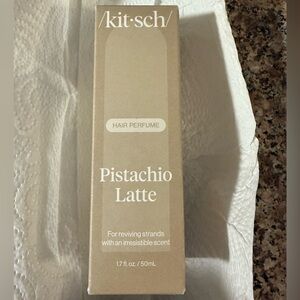 /kit·sch/
HAIR PERFUME
Pistachio
Latte
For reviving strands
with an irresistible scent
1.7 fl. oz. / 50mL